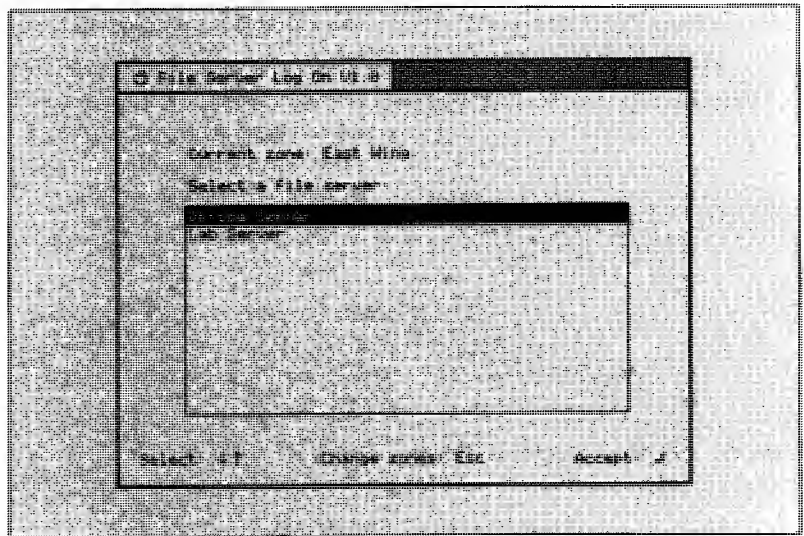 File Server Log On V1.0
Current zone: East Wing
Select a file server:
Server
Lab Server
Select: ↓ ↑ Change zones: Esc Accept: ↲